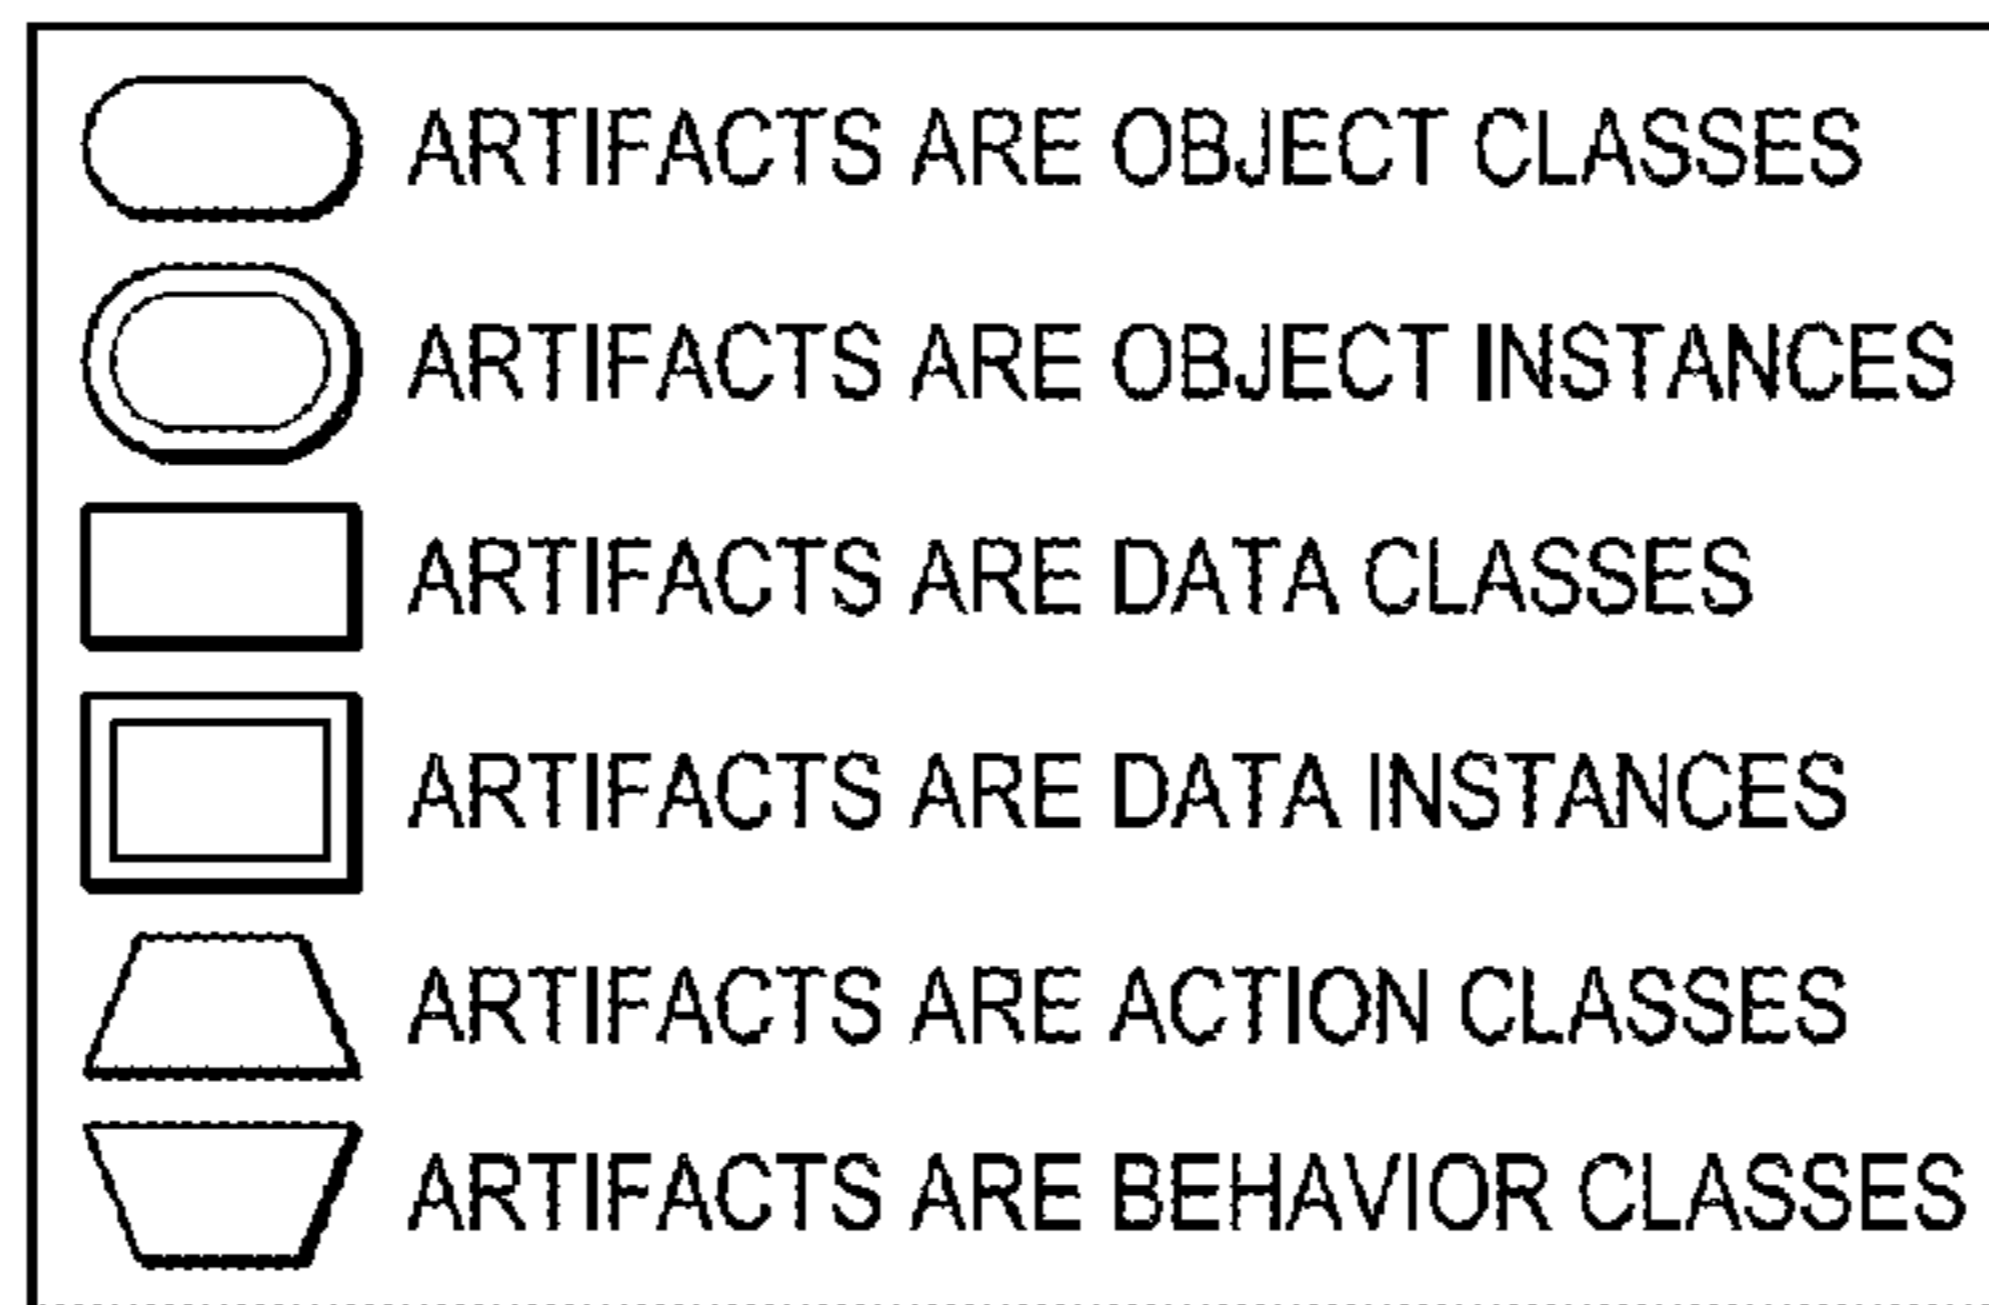 ARTIFACTS ARE OBJECT CLASSES
ARTIFACTS ARE OBJECT INSTANCES
ARTIFACTS ARE DATA CLASSES
ARTIFACTS ARE DATA INSTANCES
ARTIFACTS ARE ACTION CLASSES
ARTIFACTS ARE BEHAVIOR CLASSES